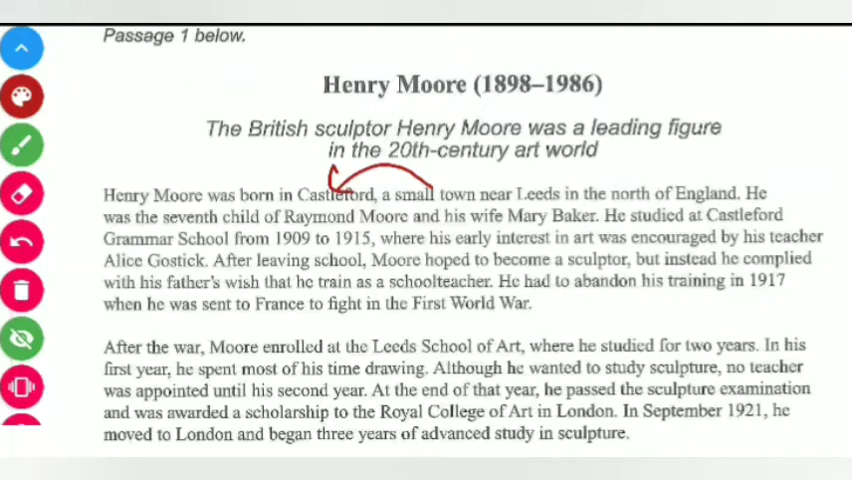 Passage 1 below.
Henry Moore (1898–1986)
The British sculptor Henry Moore was a leading figure
in the 20th-century art world
Henry Moore was born in Castleford, a small town near Leeds in the north of England. He
was the seventh child of Raymond Moore and his wife Mary Baker. He studied at Castleford
Grammar School from 1909 to 1915, where his early interest in art was encouraged by his teacher
Alice Gostick. After leaving school, Moore hoped to become a sculptor, but instead he complied
with his father's wish that he train as a schoolteacher. He had to abandon his training in 1917
when he was sent to France to fight in the First World War.
After the war, Moore enrolled at the Leeds School of Art, where he studied for two years. In his
first year, he spent most of his time drawing. Although he wanted to study sculpture, no teacher
was appointed until his second year. At the end of that year, he passed the sculpture examination
and was awarded a scholarship to the Royal College of Art in London. In September 1921, he
moved to London and began three years of advanced study in sculpture.